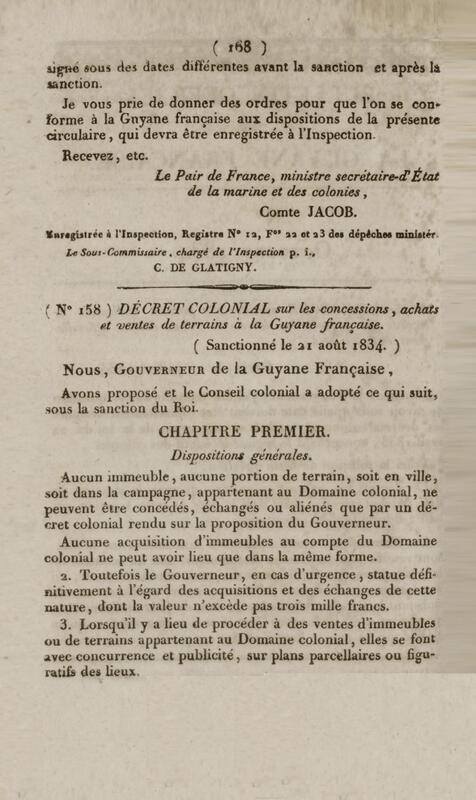 ( 168 )
signé sous des dates différentes avant la sanction et après la
sanction.
Je vous prie de donner des ordres pour que l'on se con-
forme à la Guyane française aux dispositions de la présente
circulaire, qui devra être enregistrée à l'Inspection.
Recevez, etc.
Le Pair de France, ministre secrétaire-d'État
de la marine et des colonies,
Comte JACOB.
Enregistrée à l'Inspection, Registre N° 12, Fos 22 et 23 des dépêches ministér.
Le Sous-Commissaire, chargé de l'Inspection p. i.,
C. DE GLATIGNY.
( N° 158 ) DÉCRET COLONIAL sur les concessions, achats
et ventes de terrains à la Guyane française.
( Sanctionné le 21 août 1834. )
Nous, GOUVERNEUR de la Guyane Française,
Avons proposé et le Conseil colonial a adopté ce qui suit,
sous la sanction du Roi.
CHAPITRE PREMIER.
Dispositions générales.
Aucun immeuble, aucune portion de terrain, soit en ville,
soit dans la campagne, appartenant au Domaine colonial, ne
peuvent être concédés, échangés ou aliénés que par un dé-
cret colonial rendu sur la proposition du Gouverneur.
Aucune acquisition d'immeubles au compte du Domaine
colonial ne peut avoir lieu que dans la même forme.
2. Toutefois le Gouverneur, en cas d'urgence, statue défi-
nitivement à l'égard des acquisitions et des échanges de cette
nature, dont la valeur n'excède pas trois mille francs.
3. Lorsqu'il y a lieu de procéder à des ventes d'immeubles
ou de terrains appartenant au Domaine colonial, elles se font
avec concurrence et publicité, sur plans parcellaires ou figu-
ratifs des lieux.